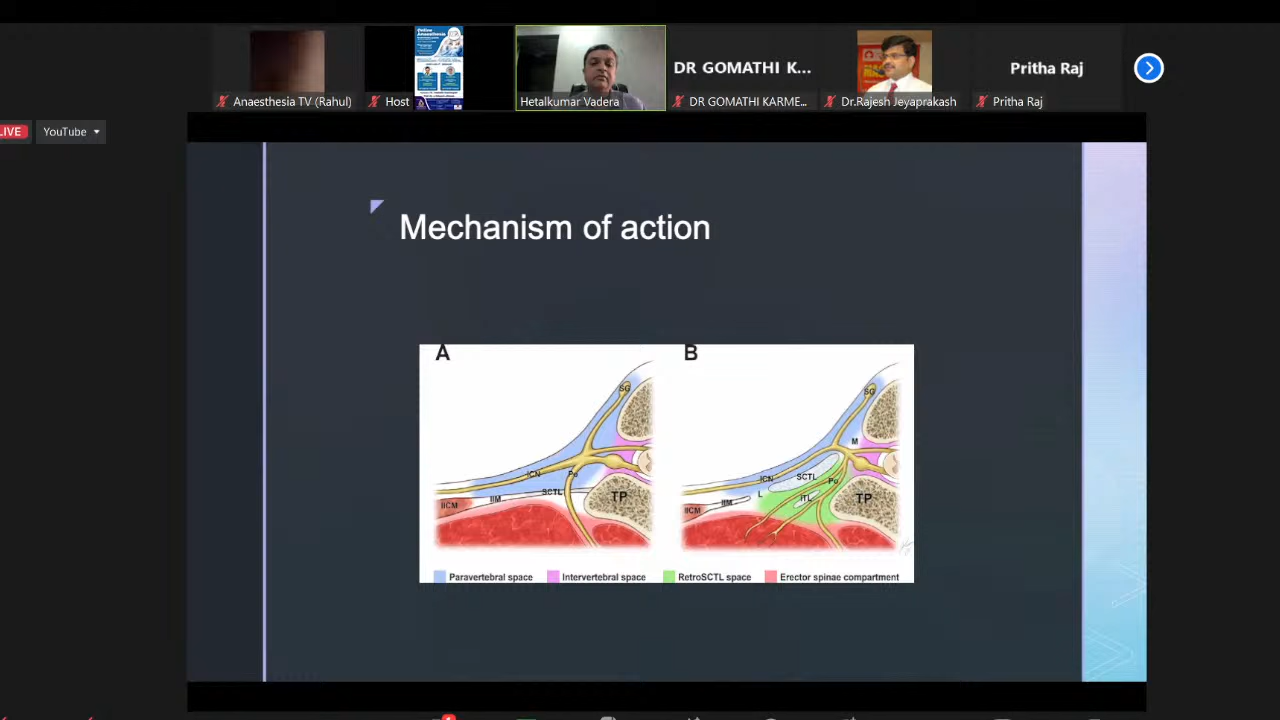 DR GOMATHI K...
Pritha Raj
Anaesthesia TV (Rahul)
Host
Hetalkumar Vadera
DR GOMATHI KARME...
Dr.Rajesh Jeyaprakash
Pritha Raj
LIVE
YouTube
Mechanism of action
A
SG
ICN
Po
SCTL
IIM
IICM
TP
B
SG
M
ICN
SCTL
Po
L
ITL
IIM
IICM
TP
Paravertebral space
Intervertebral space
RetroSCTL space
Erector spinae compartment